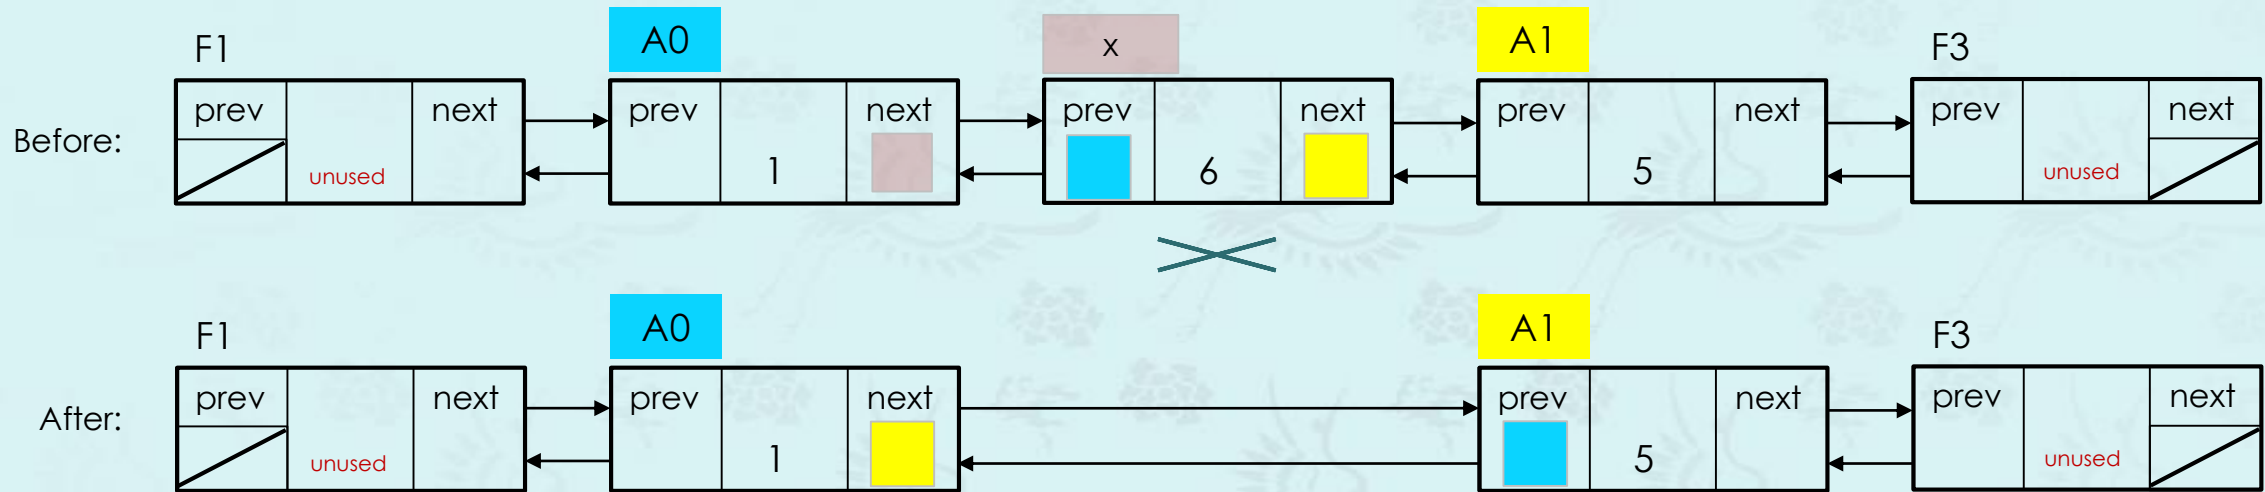 F1 A0 x A1 F3
Before: prev unused next prev 1 next prev 6 next prev 5 next prev unused next
F1 A0 A1 F3
After: prev unused next prev 1 next prev 5 next prev unused next